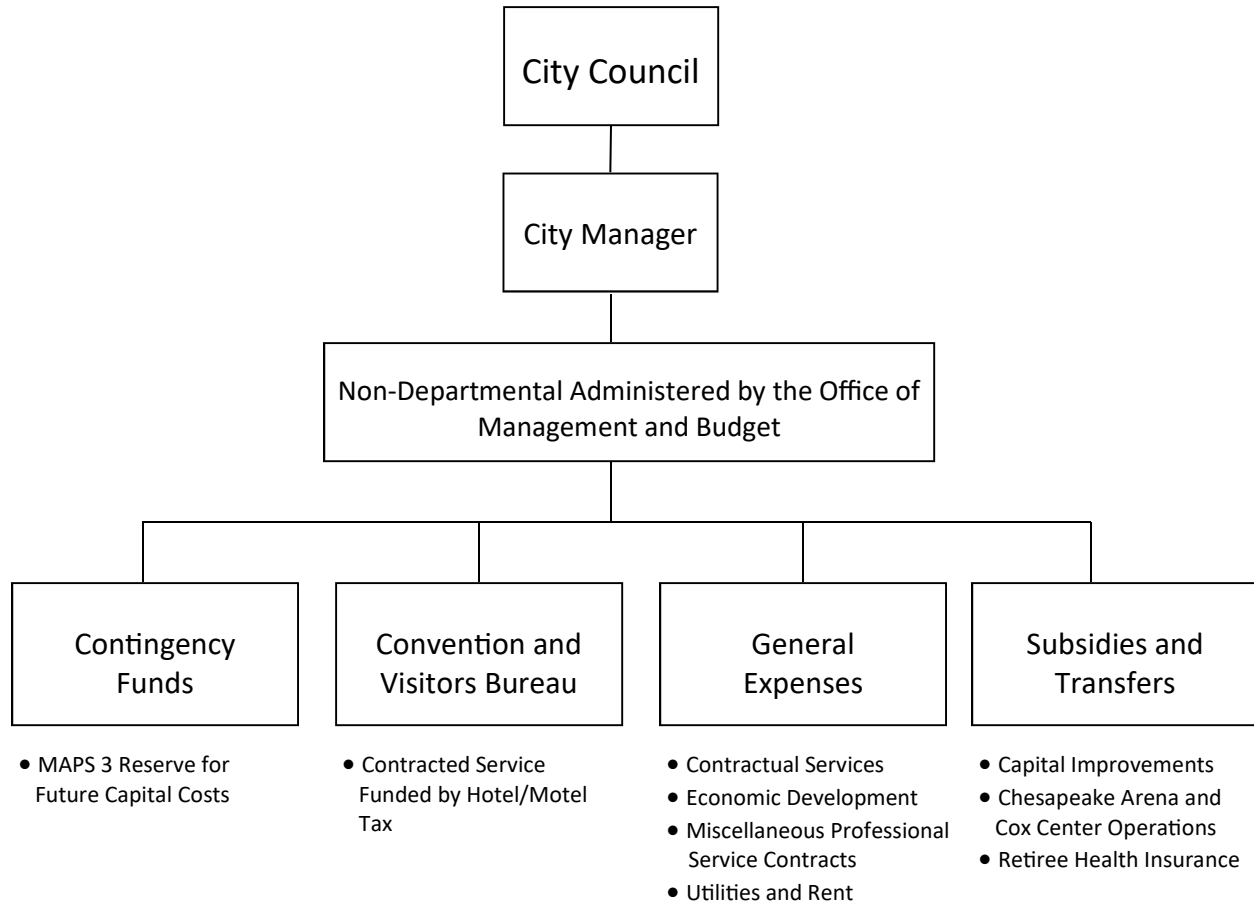 City Council
City Manager
Non-Departmental Administered by the Office of
Management and Budget
Contingency
Funds
• MAPS 3 Reserve for
Future Capital Costs
Convention and
Visitors Bureau
• Contracted Service
Funded by Hotel/Motel
Tax
General
Expenses
• Contractual Services
• Economic Development
• Miscellaneous Professional
Service Contracts
• Utilities and Rent
Subsidies and
Transfers
• Capital Improvements
• Chesapeake Arena and
Cox Center Operations
• Retiree Health Insurance